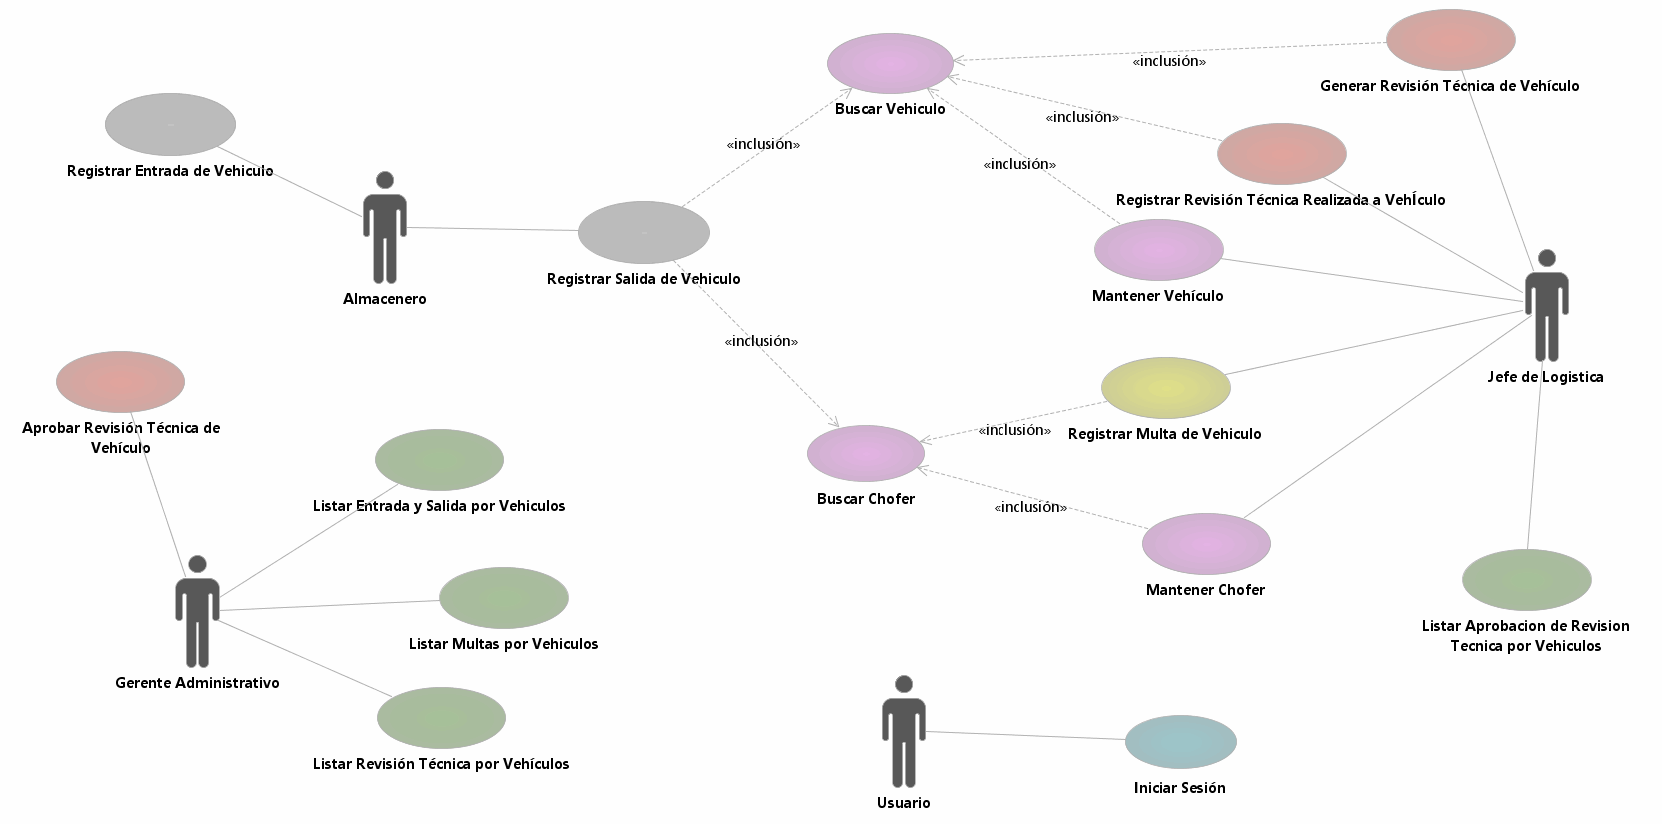 «inclusión»
Generar Revisión Técnica de Vehículo
Buscar Vehiculo
«inclusión»
«inclusión»
«inclusión»
Registrar Entrada de Vehiculo
Registrar Revisión Técnica Realizada a VehÍculo
Registrar Salida de Vehiculo
Mantener Vehículo
Almacenero
«inclusión»
Jefe de Logistica
Aprobar Revisión Técnica de
Vehículo
«inclusión»
Registrar Multa de Vehiculo
Buscar Chofer
Listar Entrada y Salida por Vehiculos
«inclusión»
Mantener Chofer
Listar Aprobacion de Revision
Tecnica por Vehiculos
Listar Multas por Vehiculos
Gerente Administrativo
Listar Revisión Técnica por Vehículos
Iniciar Sesión
Usuario